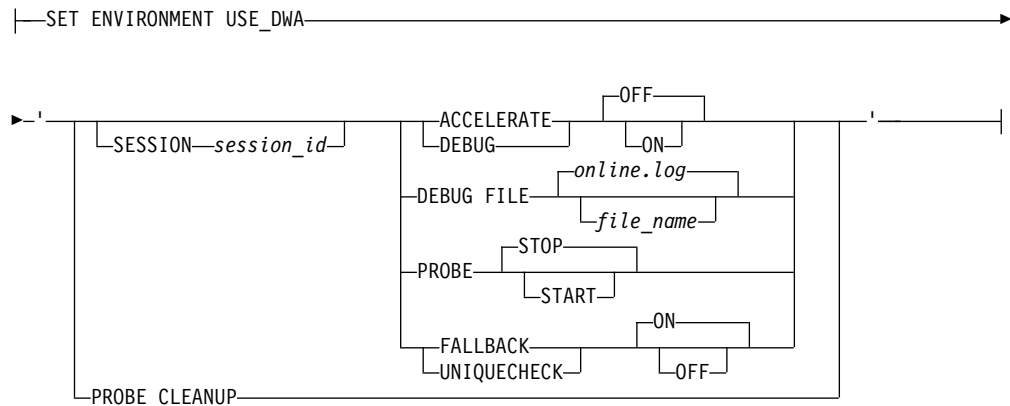 SET ENVIRONMENT USE_DWA
'
SESSION session_id
ACCELERATE
DEBUG
OFF
ON
DEBUG FILE
online.log
file_name
PROBE
STOP
START
FALLBACK
UNIQUECHECK
ON
OFF
PROBE CLEANUP
'